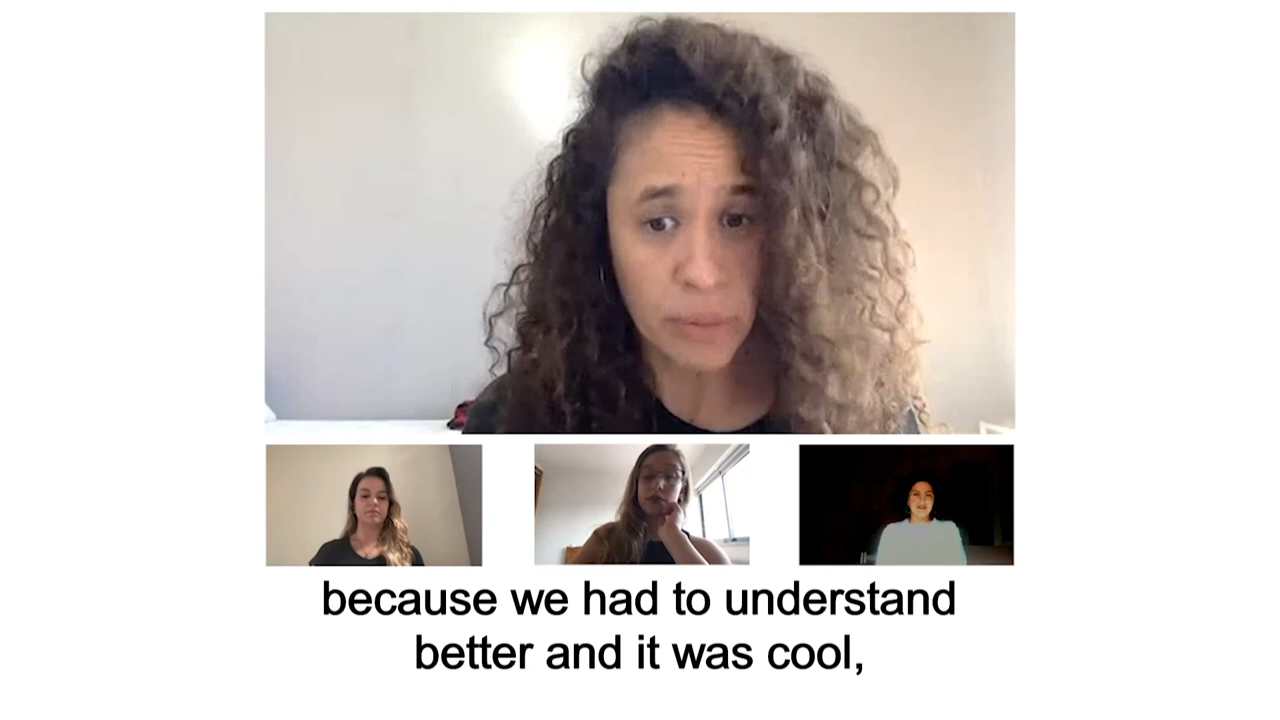 because we had to understand
better and it was cool,